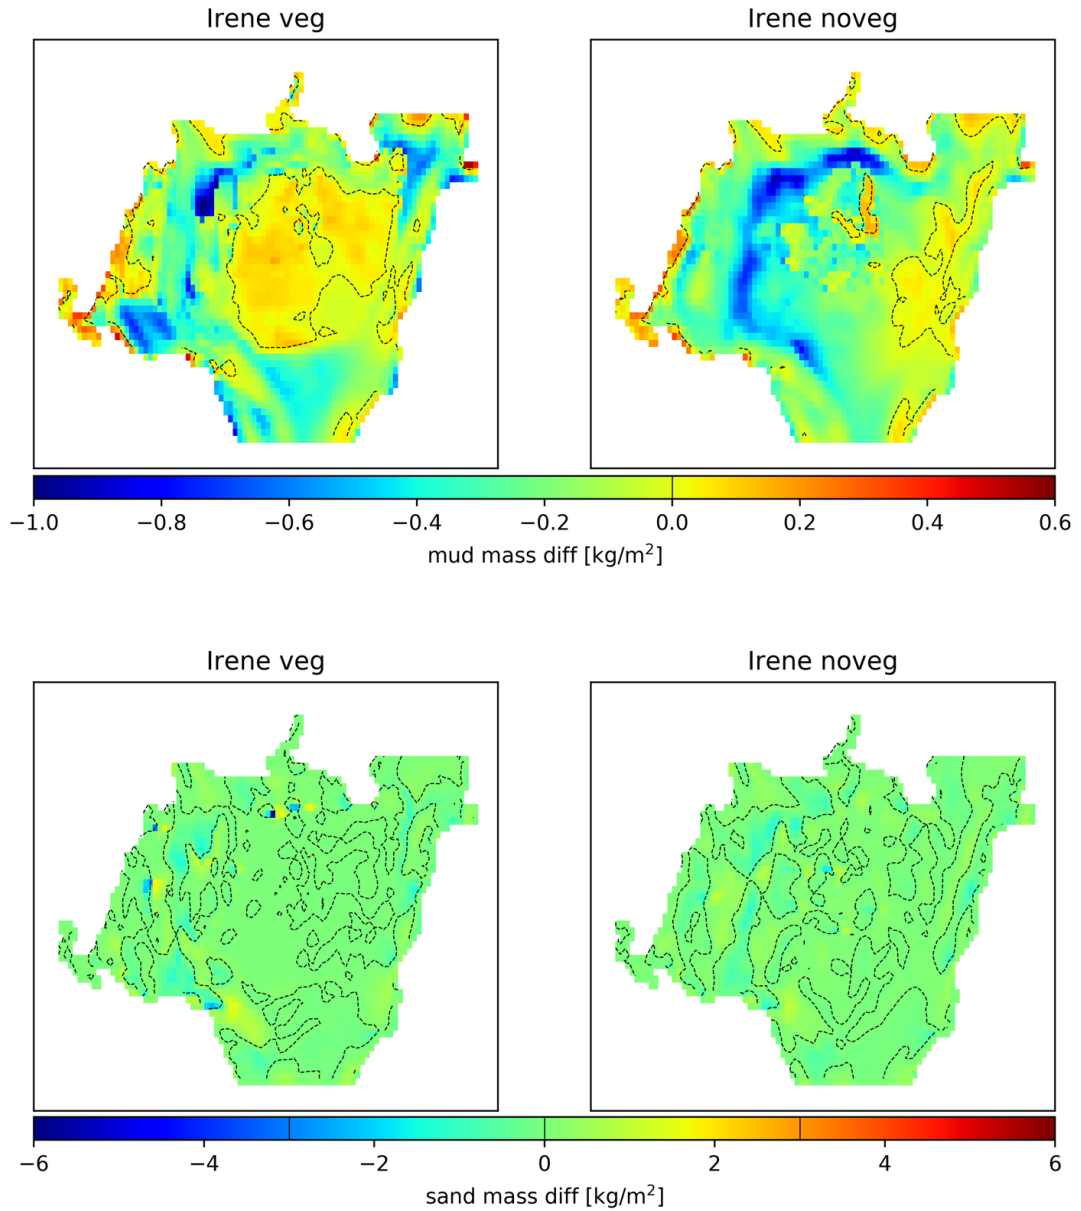 Irene veg Irene noveg
−1.0 −0.8 −0.6 −0.4 −0.2 0.0 0.2 0.4 0.6
mud mass diff [kg/m²]
Irene veg Irene noveg
−6 −4 −2 0 2 4 6
sand mass diff [kg/m²]